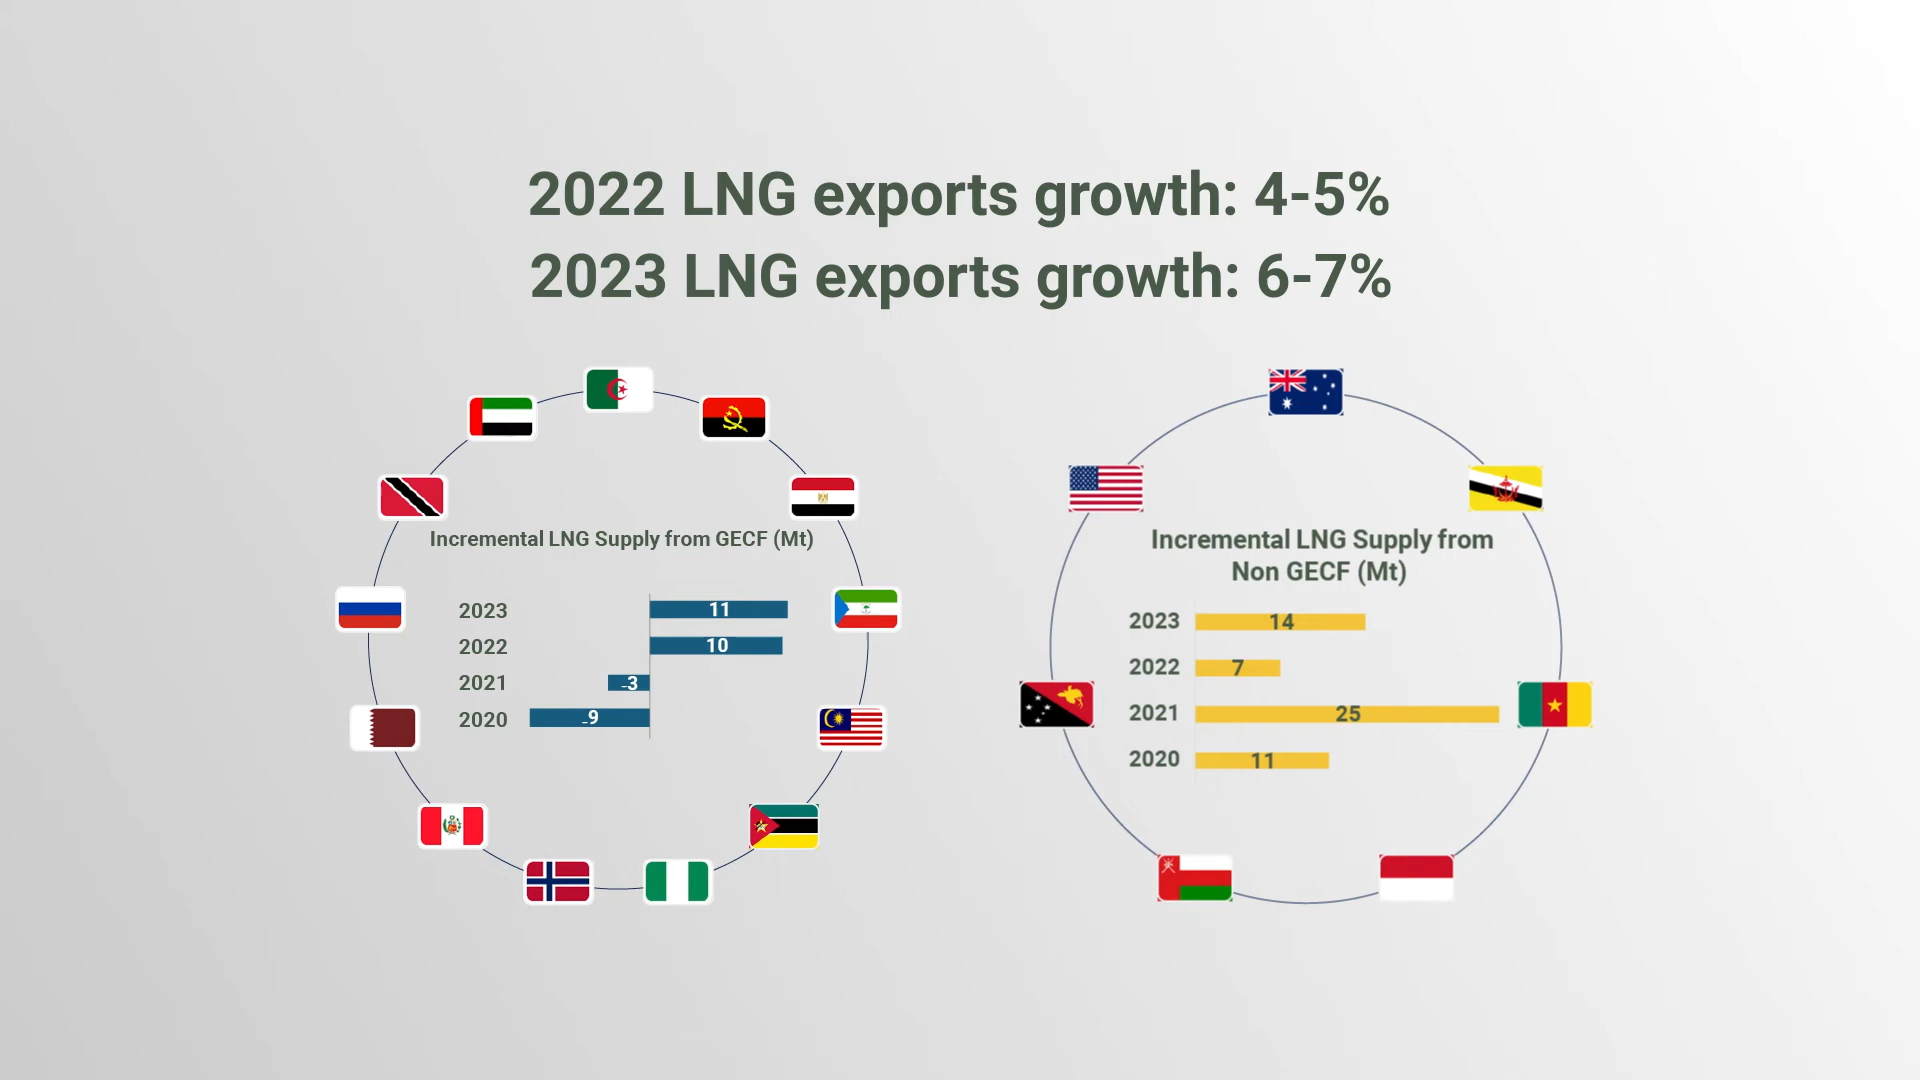 2022 LNG exports growth: 4-5%
2023 LNG exports growth: 6-7%
Incremental LNG Supply from GECF (Mt)
2023 11
2022 10
2021 -3
2020 -9
Incremental LNG Supply from
Non GECF (Mt)
2023 14
2022 7
2021 25
2020 11